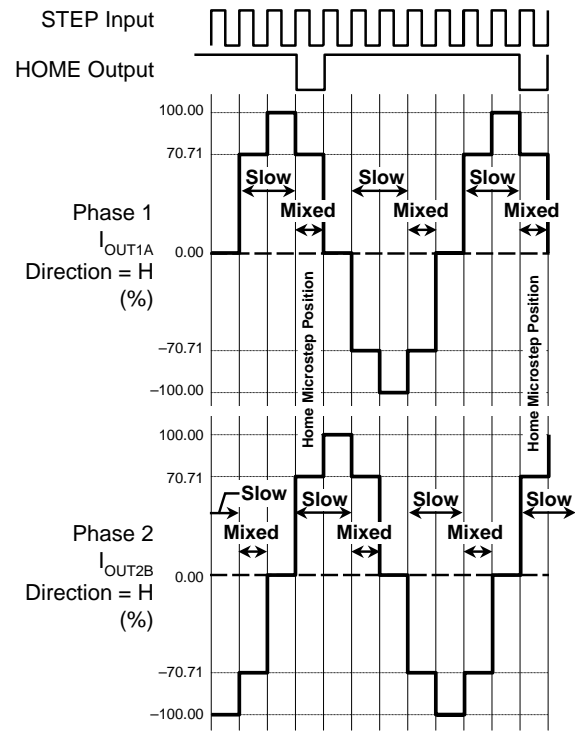 STEP Input
HOME Output
100.00
70.71
Slow
Slow
Slow
Mixed
Mixed
Mixed
Phase 1
I_OUT1A
Direction = H
(%)
0.00
Home Microstep Position
Home Microstep Position
–70.71
–100.00
100.00
70.71
Slow
Slow
Slow
Slow
Mixed
Mixed
Mixed
Phase 2
I_OUT2B
Direction = H
(%)
0.00
–70.71
–100.00